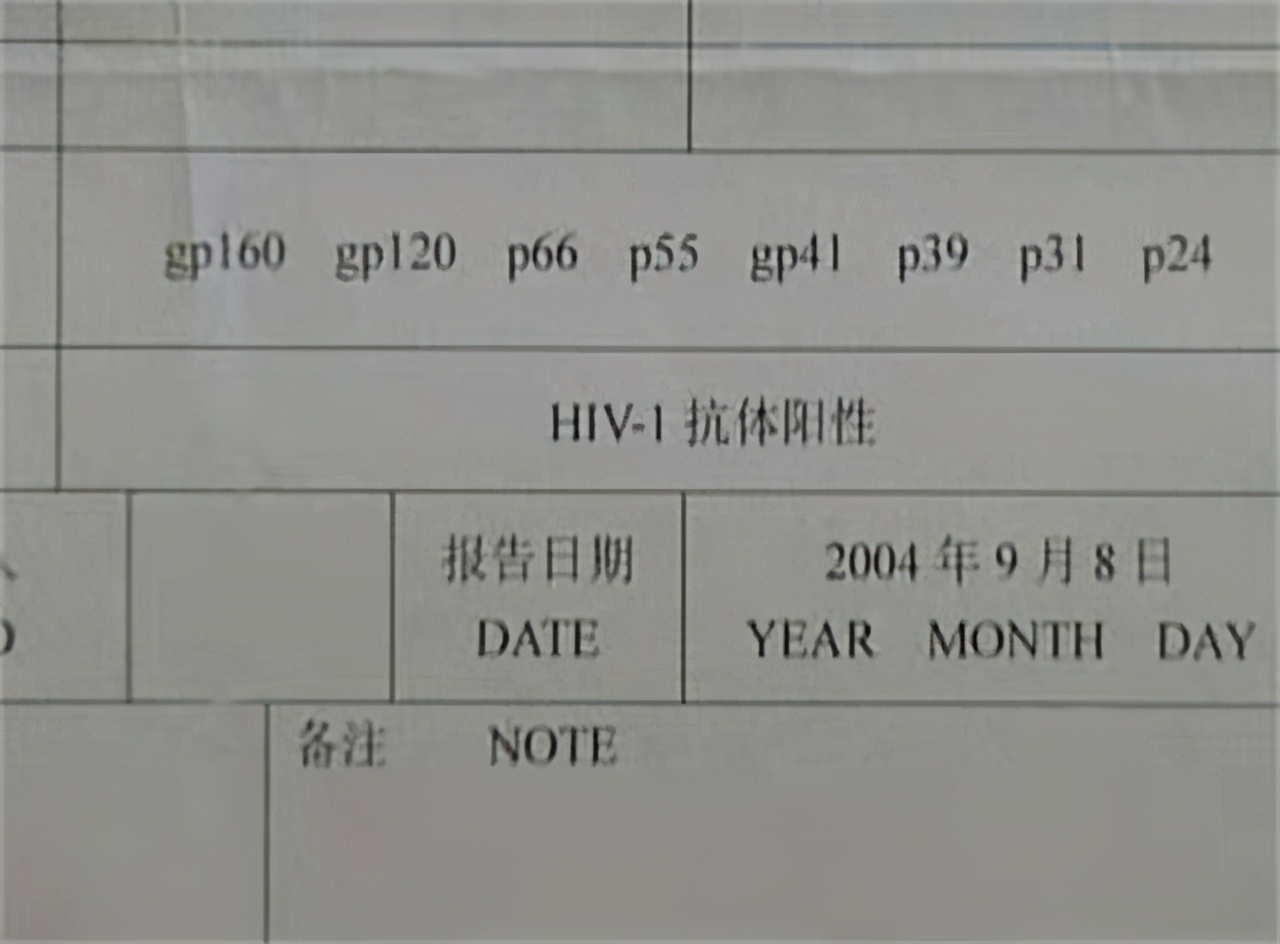 gp160 gp120 p66 p55 gp41 p39 p31 p24
HIV-1 抗体阳性
报告日期 2004 年 9 月 8 日
DATE YEAR MONTH DAY
备注 NOTE